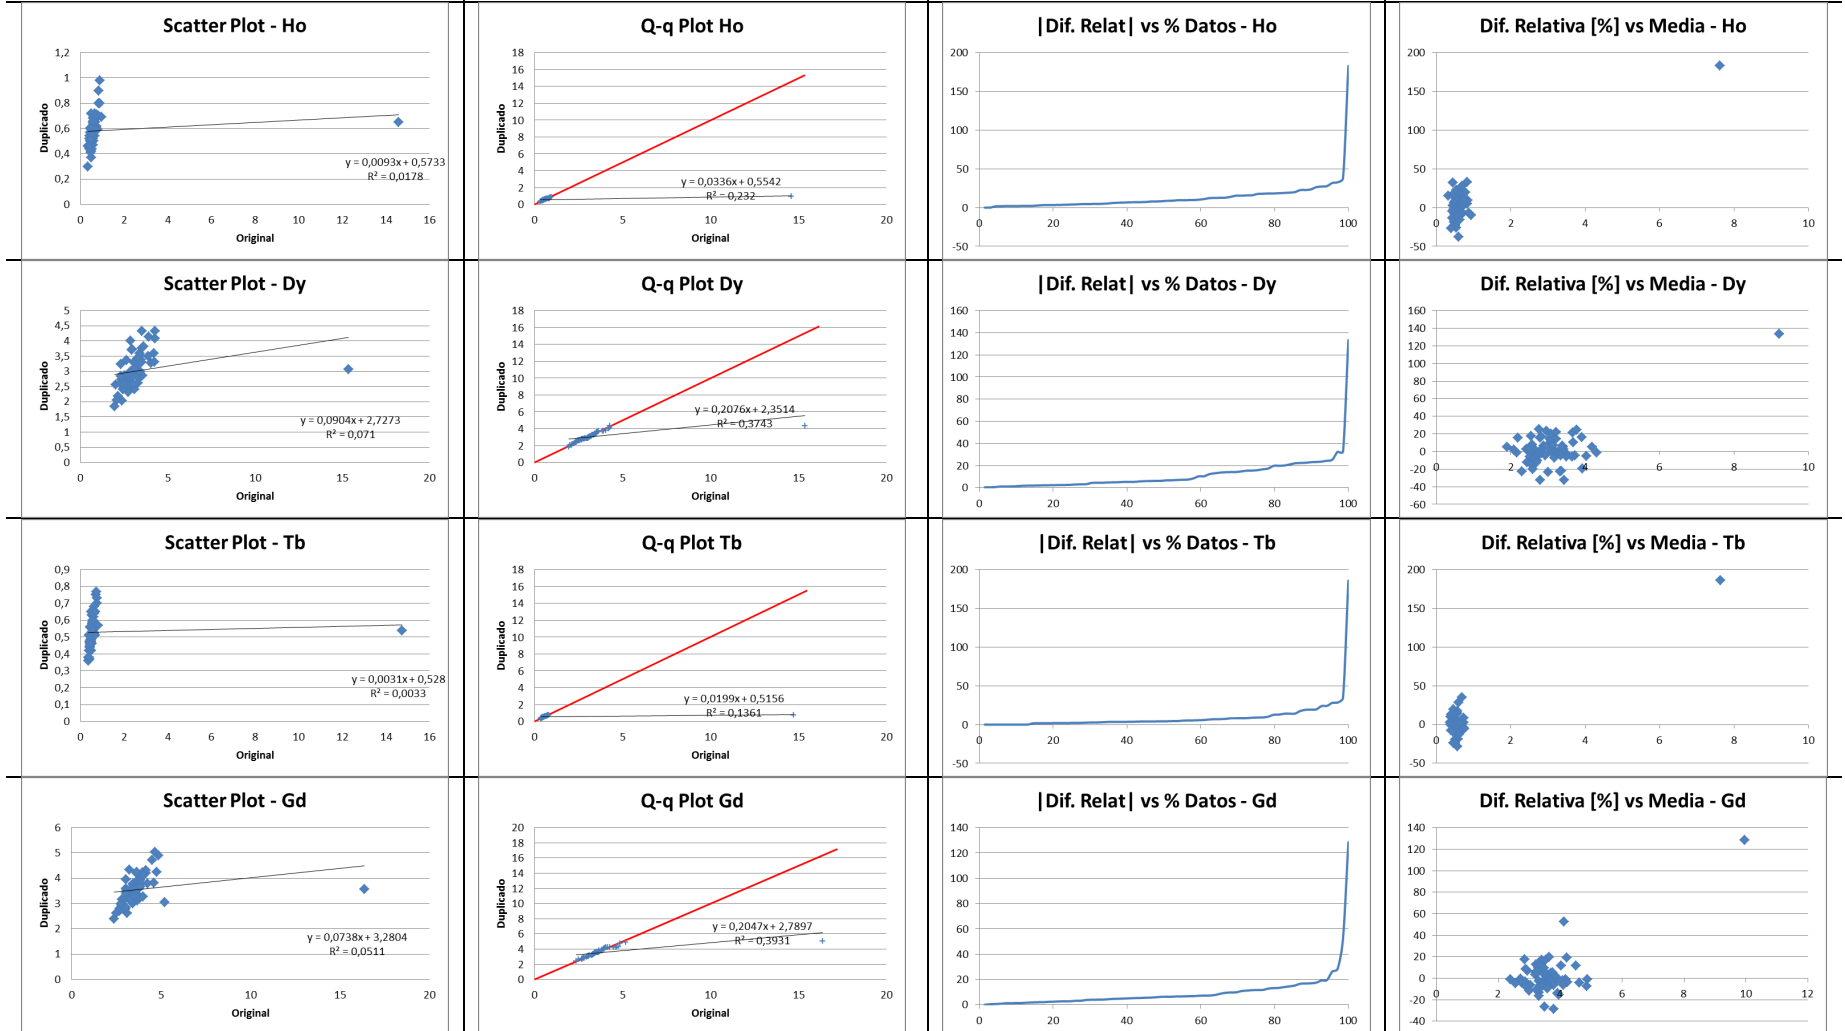 Scatter Plot - Ho
1,2
1
0,8
0,6
0,4
0,2
0
0 2 4 6 8 10 12 14 16
Duplicado
Original
y = 0,0093x + 0,5733
R² = 0,0178
Q-q Plot Ho
18
16
14
12
10
8
6
4
2
0
0 5 10 15 20
Duplicado
Original
y = 0,0336x + 0,5542
R² = 0,232
|Dif. Relat| vs % Datos - Ho
200
150
100
50
0
-50
0 20 40 60 80 100
Dif. Relativa [%] vs Media - Ho
200
150
100
50
0
-50
0 2 4 6 8 10
Scatter Plot - Dy
5
4,5
4
3,5
3
2,5
2
1,5
1
0,5
0
0 5 10 15 20
Duplicado
Original
y = 0,0904x + 2,7273
R² = 0,071
Q-q Plot Dy
18
16
14
12
10
8
6
4
2
0
0 5 10 15 20
Duplicado
Original
y = 0,2076x + 2,3514
R² = 0,3743
|Dif. Relat| vs % Datos - Dy
160
140
120
100
80
60
40
20
0
0 20 40 60 80 100
Dif. Relativa [%] vs Media - Dy
160
140
120
100
80
60
40
20
0
-20
-40
-60
0 2 4 6 8 10
Scatter Plot - Tb
0,9
0,8
0,7
0,6
0,5
0,4
0,3
0,2
0,1
0
0 2 4 6 8 10 12 14 16
Duplicado
Original
y = 0,0031x + 0,528
R² = 0,0033
Q-q Plot Tb
18
16
14
12
10
8
6
4
2
0
0 5 10 15 20
Duplicado
Original
y = 0,0199x + 0,5156
R² = 0,1361
|Dif. Relat| vs % Datos - Tb
200
150
100
50
0
-50
0 20 40 60 80 100
Dif. Relativa [%] vs Media - Tb
200
150
100
50
0
-50
0 2 4 6 8 10
Scatter Plot - Gd
6
5
4
3
2
1
0
0 5 10 15 20
Duplicado
Original
y = 0,0738x + 3,2804
R² = 0,0511
Q-q Plot Gd
20
18
16
14
12
10
8
6
4
2
0
0 5 10 15 20
Duplicado
Original
y = 0,2047x + 2,7897
R² = 0,3931
|Dif. Relat| vs % Datos - Gd
140
120
100
80
60
40
20
0
0 20 40 60 80 100
Dif. Relativa [%] vs Media - Gd
140
120
100
80
60
40
20
0
-20
-40
0 2 4 6 8 10 12